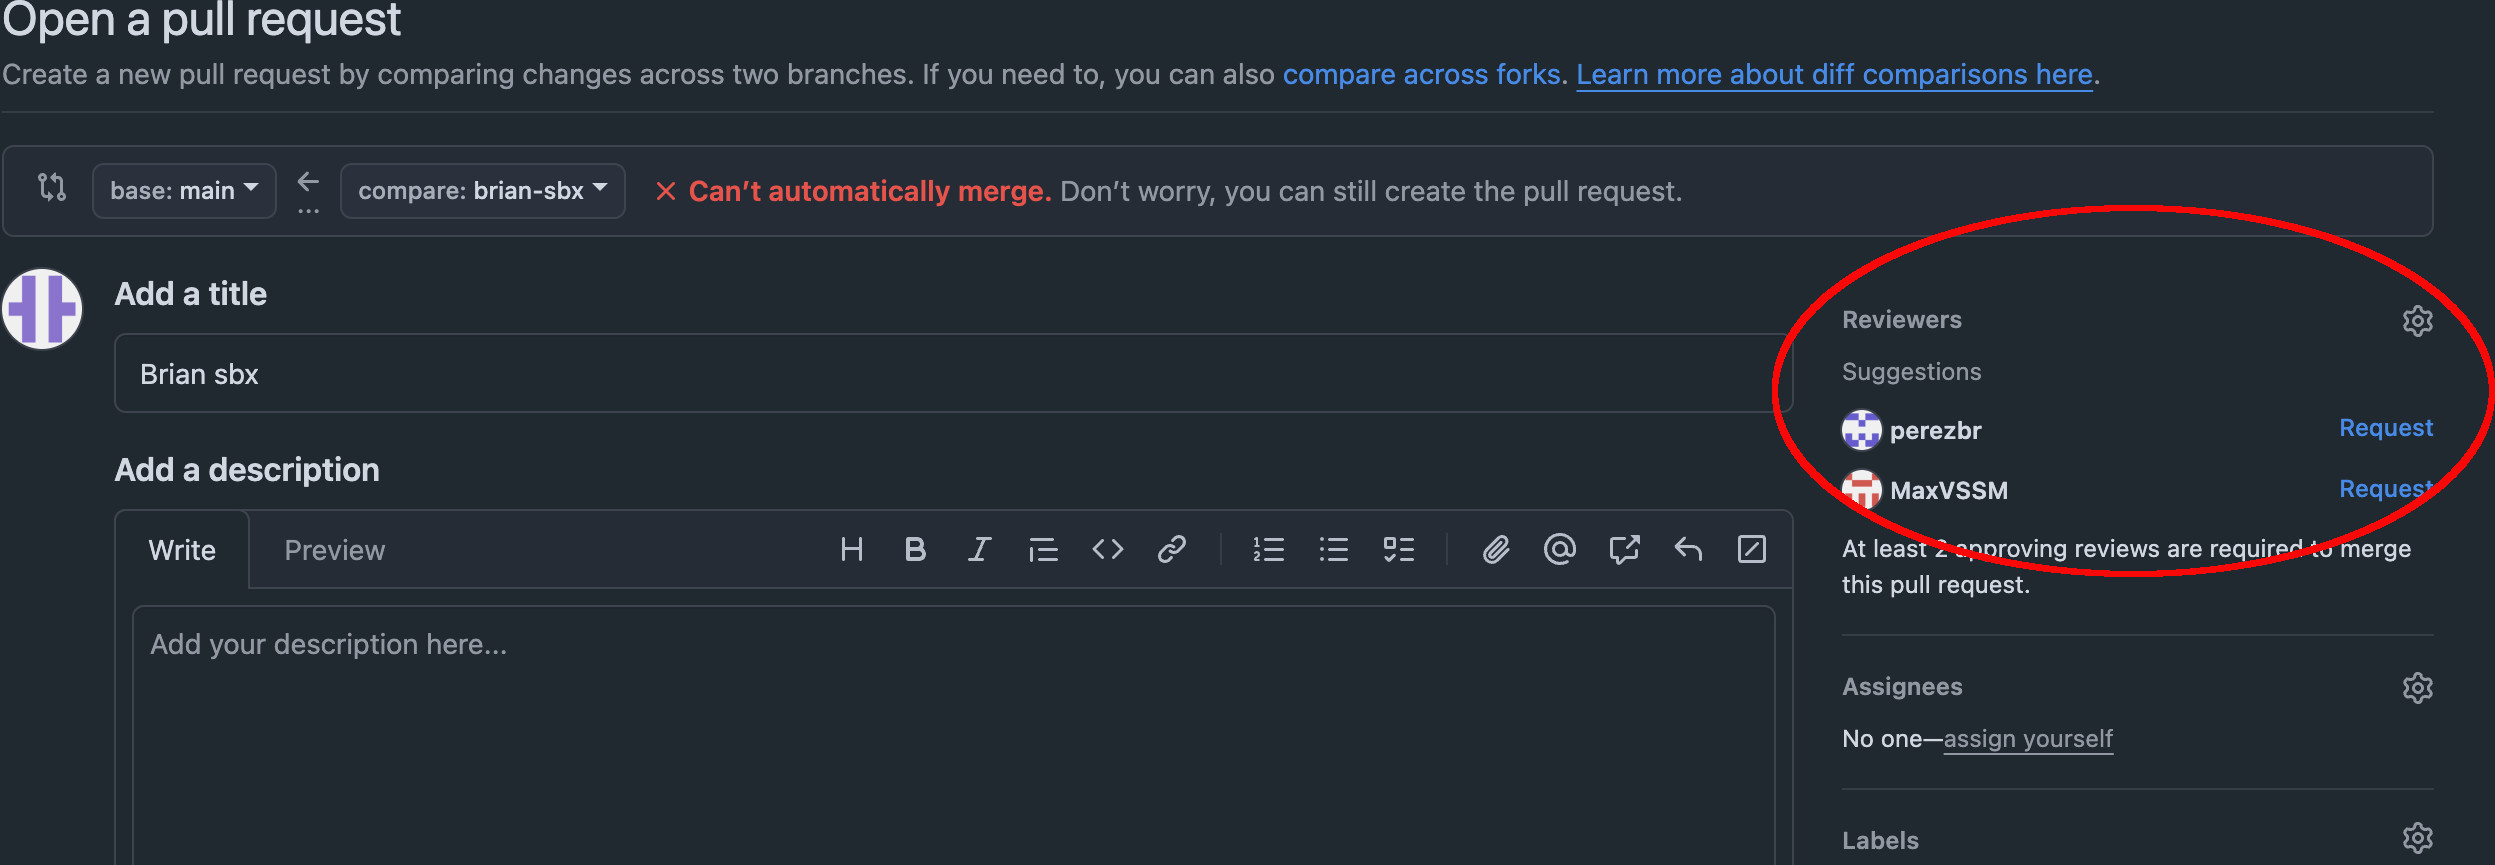 Open a pull request
Create a new pull request by comparing changes across two branches. If you need to, you can also compare across forks. Learn more about diff comparisons here.
base: main
compare: brian-sbx
Can’t automatically merge. Don’t worry, you can still create the pull request.
Add a title
Brian sbx
Add a description
Write
Preview
Add your description here...
Reviewers
Suggestions
perezbr Request
MaxVSSM Request
At least 2 approving reviews are required to merge
this pull request.
Assignees
No one—assign yourself
Labels